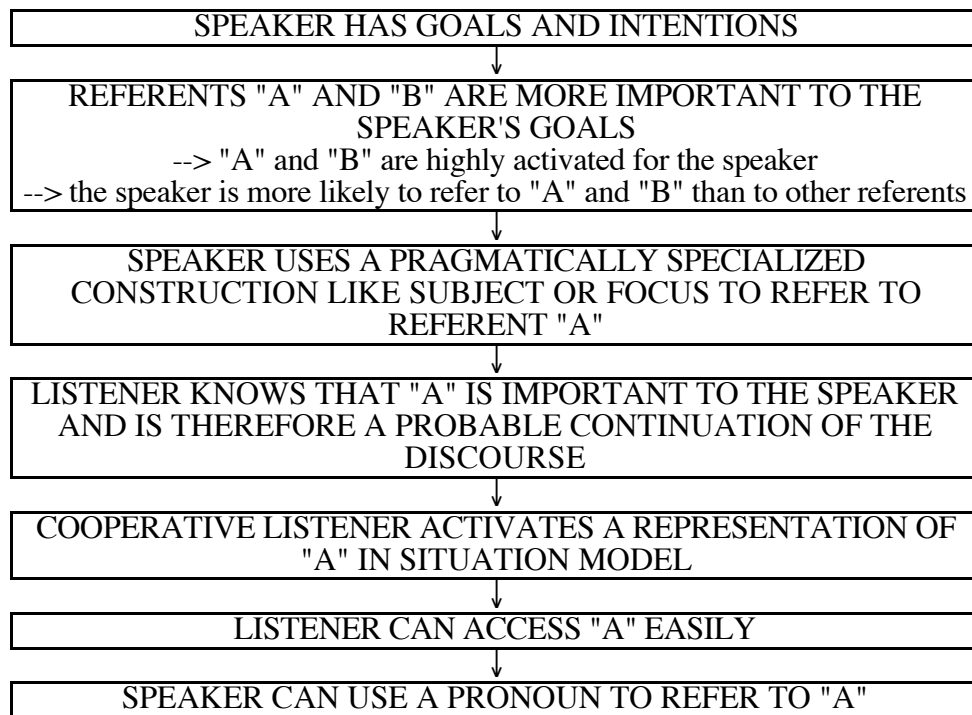 SPEAKER HAS GOALS AND INTENTIONS
REFERENTS "A" AND "B" ARE MORE IMPORTANT TO THE
SPEAKER'S GOALS
--> "A" and "B" are highly activated for the speaker
--> the speaker is more likely to refer to "A" and "B" than to other referents
SPEAKER USES A PRAGMATICALLY SPECIALIZED
CONSTRUCTION LIKE SUBJECT OR FOCUS TO REFER TO
REFERENT "A"
LISTENER KNOWS THAT "A" IS IMPORTANT TO THE SPEAKER
AND IS THEREFORE A PROBABLE CONTINUATION OF THE
DISCOURSE
COOPERATIVE LISTENER ACTIVATES A REPRESENTATION OF
"A" IN SITUATION MODEL
LISTENER CAN ACCESS "A" EASILY
SPEAKER CAN USE A PRONOUN TO REFER TO "A"